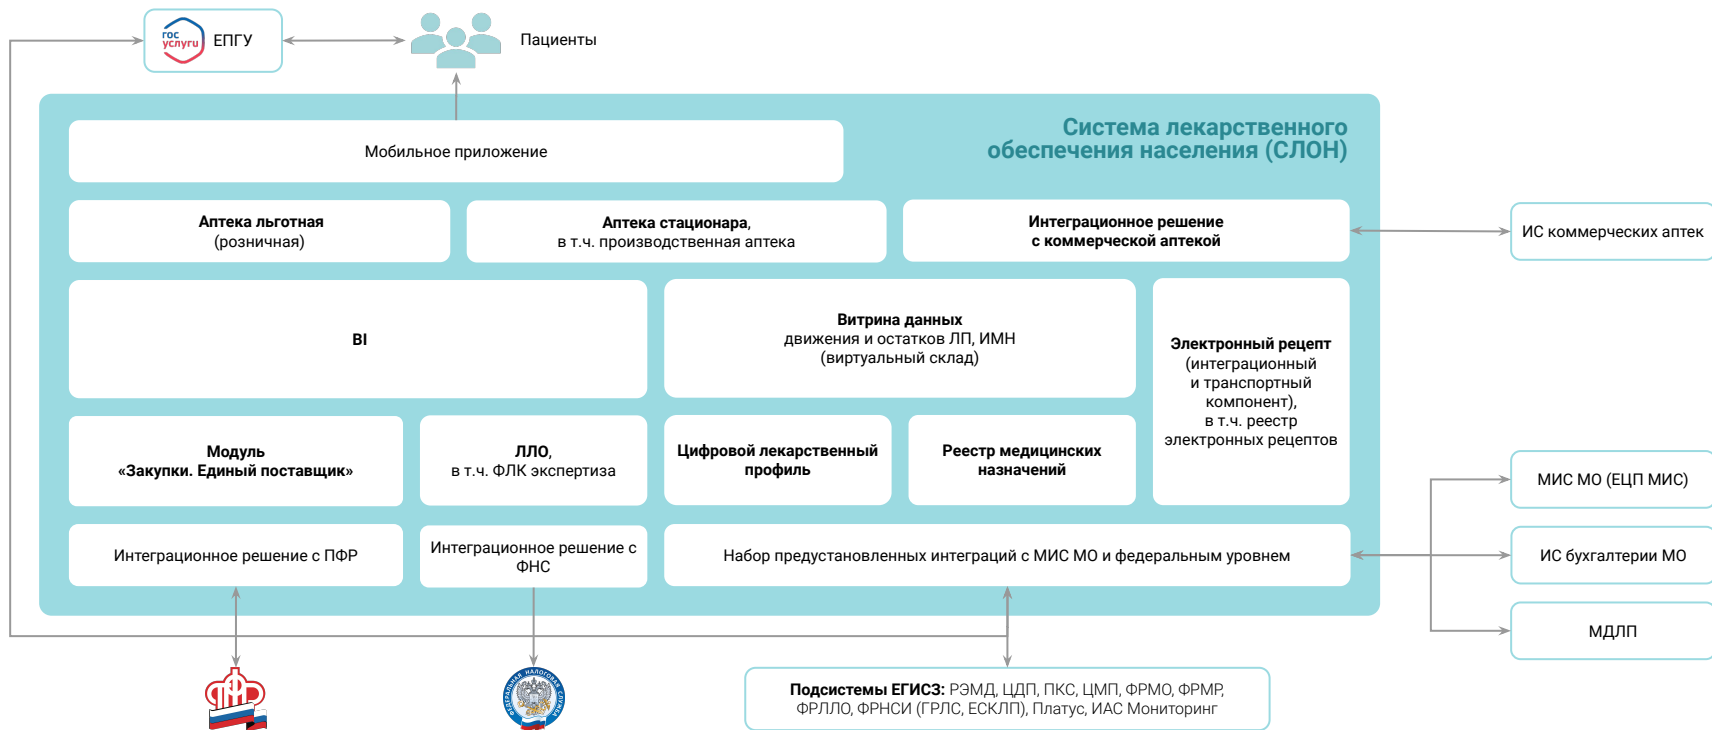 гос
услуги
ЕПГУ
Пациенты
Система лекарственного
обеспечения населения (СЛОН)
Мобильное приложение
Аптека льготная
(розничная)
Аптека стационара,
в т.ч. производственная аптека
Интеграционное решение
с коммерческой аптекой
ИС коммерческих аптек
BI
Витрина данных
движения и остатков ЛП, ИМН
(виртуальный склад)
Электронный рецепт
(интеграционный
и транспортный
компонент),
в т.ч. реестр
электронных рецептов
Модуль
«Закупки. Единый поставщик»
ЛЛО,
в т.ч. ФЛК экспертиза
Цифровой лекарственный
профиль
Реестр медицинских
назначений
МИС МО (ЕЦП МИС)
Интеграционное решение с ПФР
Интеграционное решение с
ФНС
Набор предустановленных интеграций с МИС МО и федеральным уровнем
ИС бухгалтерии МО
МДЛП
ФЕДЕРАЛЬНАЯ НАЛОГОВАЯ СЛУЖБА
Подсистемы ЕГИСЗ: РЭМД, ЦДП, ПКС, ЦМП, ФРМО, ФРМР,
ФРЛЛО, ФРНСИ (ГРЛС, ЕСКЛП), Платус, ИАС Мониторинг